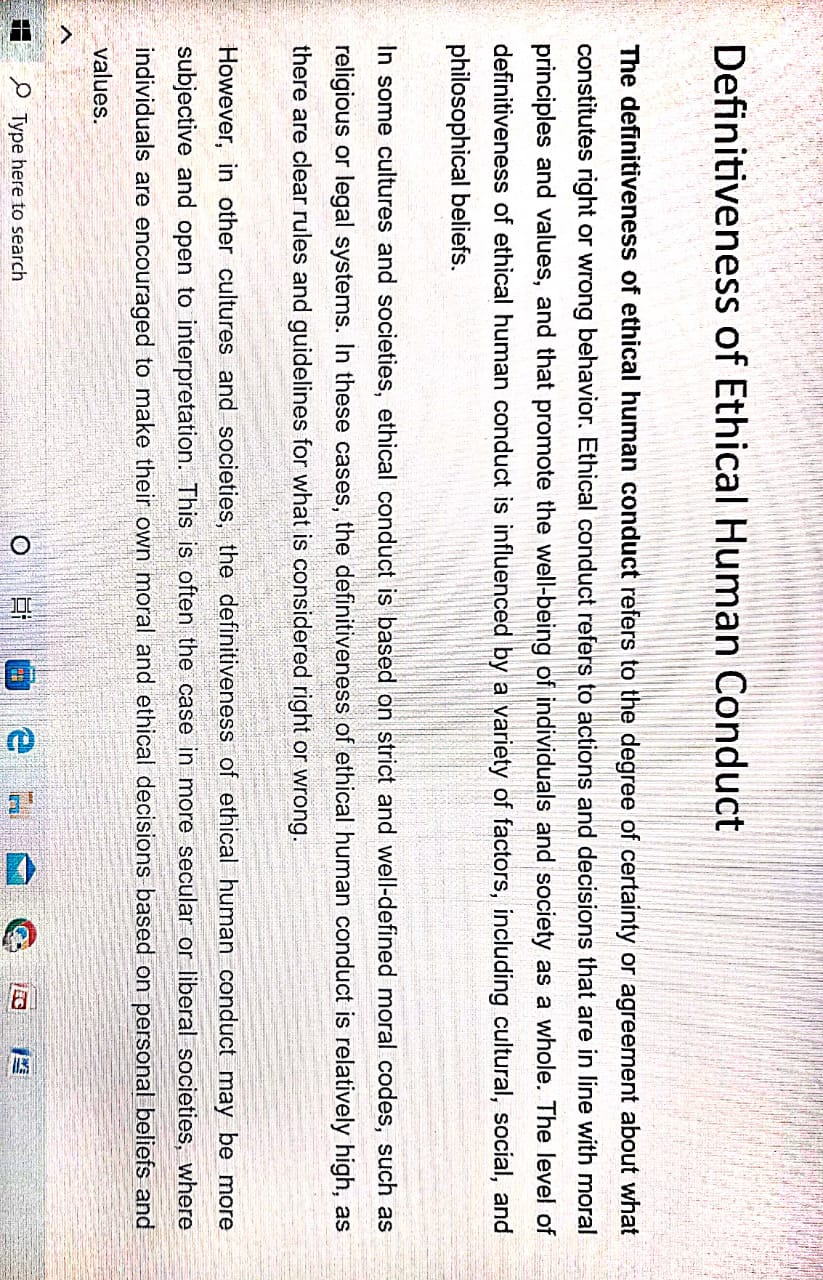 Definitiveness of Ethical Human Conduct
The definitiveness of ethical human conduct refers to the degree of certainty or agreement about what
constitutes right or wrong behavior. Ethical conduct refers to actions and decisions that are in line with moral
principles and values, and that promote the well-being of individuals and society as a whole. The level of
definitiveness of ethical human conduct is influenced by a variety of factors, including cultural, social, and
philosophical beliefs.
In some cultures and societies, ethical conduct is based on strict and well-defined moral codes, such as
religious or legal systems. In these cases, the definitiveness of ethical human conduct is relatively high, as
there are clear rules and guidelines for what is considered right or wrong.
However, in other cultures and societies, the definitiveness of ethical human conduct may be more
subjective and open to interpretation. This is often the case in more secular or liberal societies, where
individuals are encouraged to make their own moral and ethical decisions based on personal beliefs and
values.
Type here to search